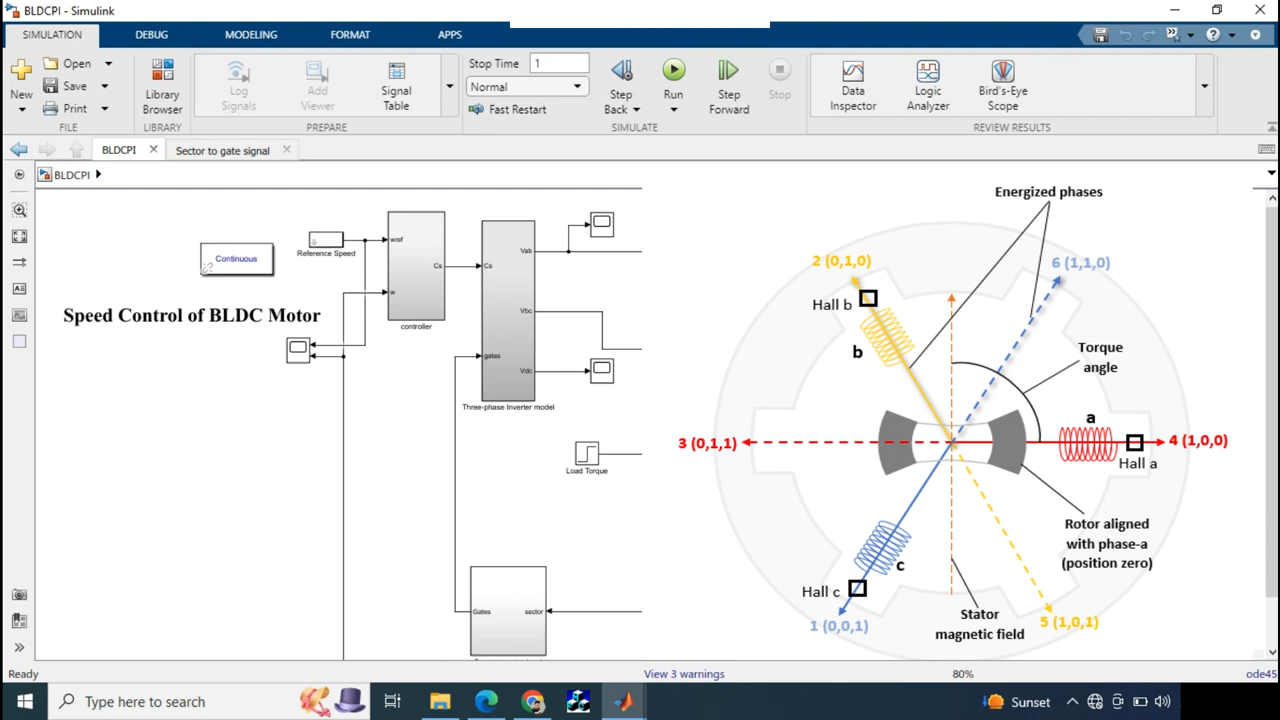 BLDCPI - Simulink
SIMULATION DEBUG MODELING FORMAT APPS
New
Open
Save
Print
FILE
Library Browser
LIBRARY
Log Signals
Add Viewer
Signal Table
PREPARE
Stop Time 1
Normal
Fast Restart
Step Back
Run
Step Forward
Stop
SIMULATE
Data Inspector
Logic Analyzer
Bird's-Eye Scope
REVIEW RESULTS
BLDCPI
Sector to gate signal
BLDCPI
Continuous
Reference Speed
wref
w
Cs
controller
Cs
gates
Vab
Vbc
Vdc
Three-phase Inverter model
Speed Control of BLDC Motor
Load Torque
Gates
sector
Energized phases
2 (0,1,0)
6 (1,1,0)
Hall b
b
Torque
angle
a
3 (0,1,1)
4 (1,0,0)
Hall a
Rotor aligned
with phase-a
(position zero)
c
Hall c
1 (0,0,1)
Stator
magnetic field
5 (1,0,1)
Ready
View 3 warnings
80%
ode45
Type here to search
Sunset